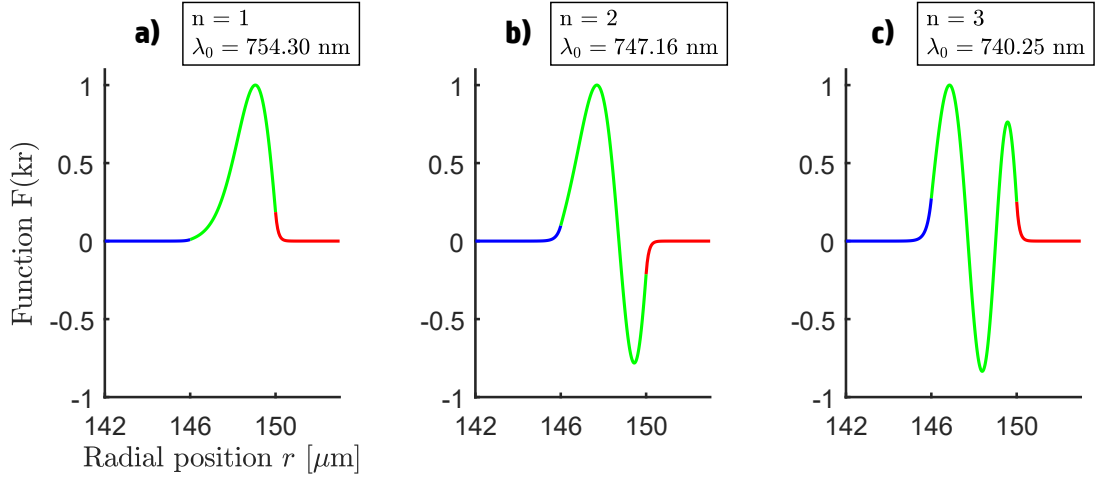 a)
n = 1
λ₀ = 754.30 nm
b)
n = 2
λ₀ = 747.16 nm
c)
n = 3
λ₀ = 740.25 nm
Function F(kr)
1
0.5
0
-0.5
-1
142 146 150
1
0.5
0
-0.5
-1
142 146 150
1
0.5
0
-0.5
-1
142 146 150
Radial position r [μm]